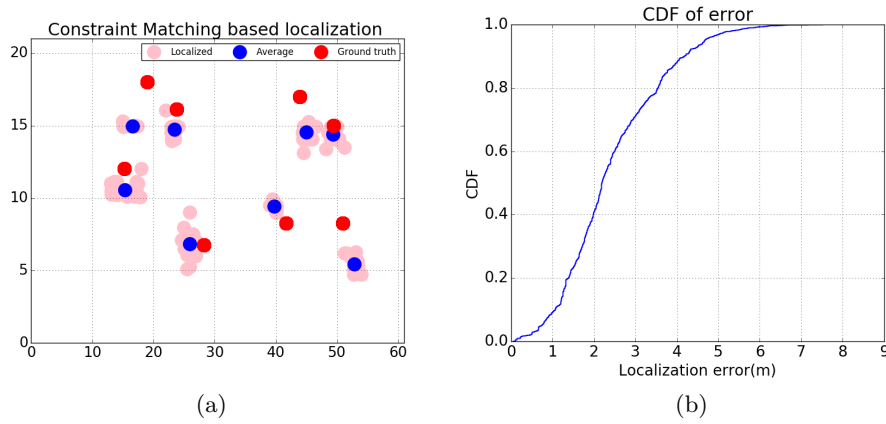 Constraint Matching based localization
Localized Average Ground truth
20
15
10
5
0
0 10 20 30 40 50 60
(a)
CDF of error
1.0
0.8
0.6
0.4
0.2
0.0
CDF
0 1 2 3 4 5 6 7 8 9
Localization error(m)
(b)